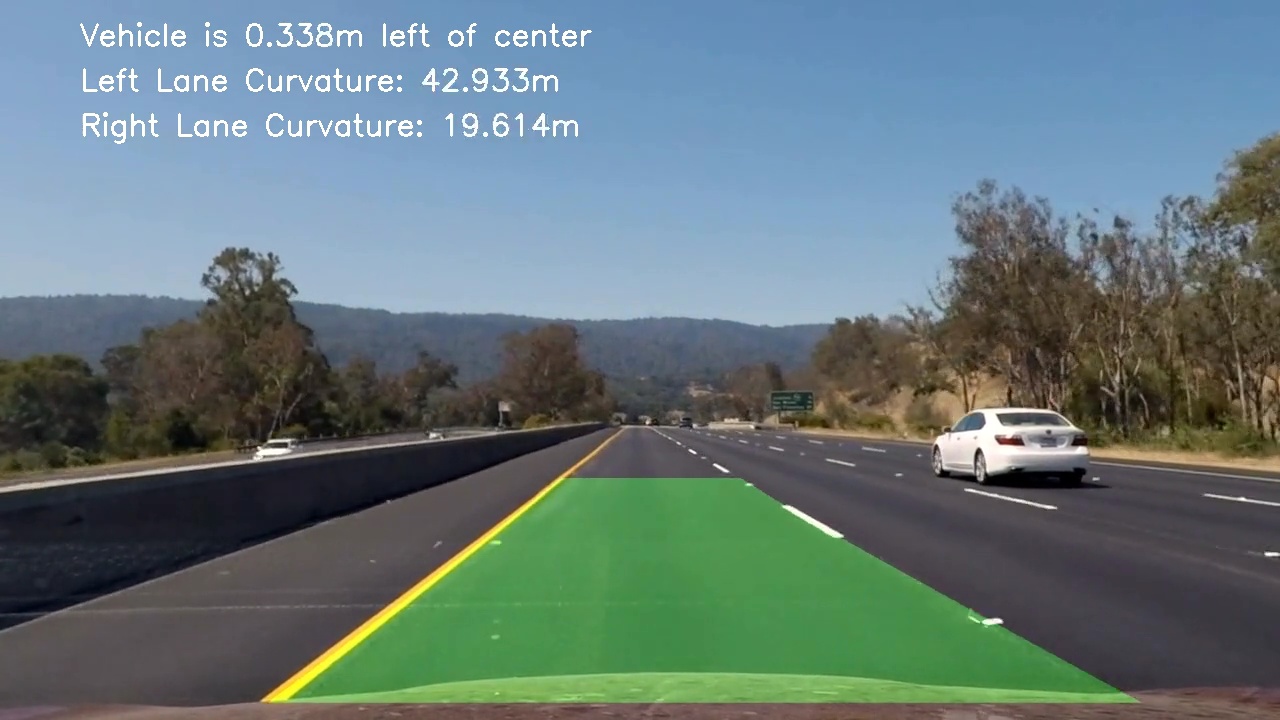 Vehicle is 0.338m left of center
Left Lane Curvature: 42.933m
Right Lane Curvature: 19.614m